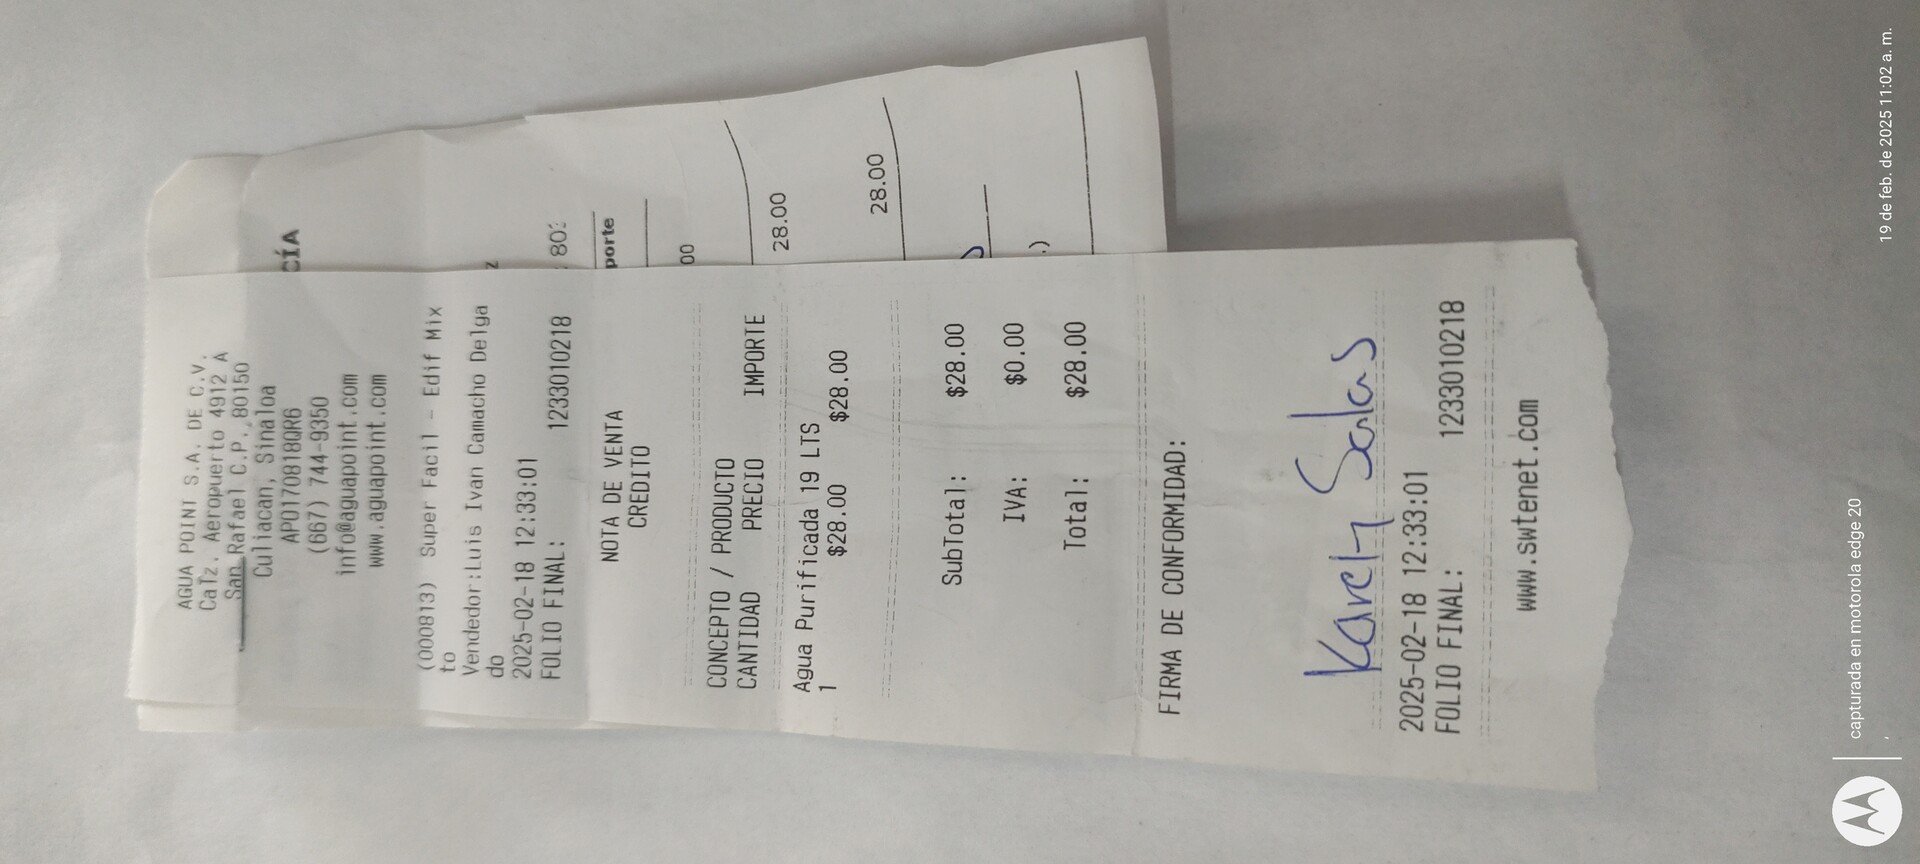 AGUA POINT S.A. DE C.V.
Calz. Aeropuerto 4912 A
San Rafael C.P. 80150
Culiacan, Sinaloa
APO170818QR6
(667) 744-9350
info@aguapoint.com
www.aguapoint.com
(000813) Super Facil - Edif Mix
to
Vendedor:Luis Ivan Camacho Delga
do
2025-02-18 12:33:01
FOLIO FINAL: 1233010218
NOTA DE VENTA
CREDITO
CONCEPTO / PRODUCTO
CANTIDAD PRECIO IMPORTE
Agua Purificada 19 LTS
1 $28.00 $28.00
SubTotal: $28.00
IVA: $0.00
Total: $28.00
FIRMA DE CONFORMIDAD:
Karely Salas
2025-02-18 12:33:01
FOLIO FINAL: 1233010218
www.swtenet.com
CÍA
z
803
porte
00
28.00
28.00
.)
capturada en motorola edge 20
19 de feb. de 2025 11:02 a. m.